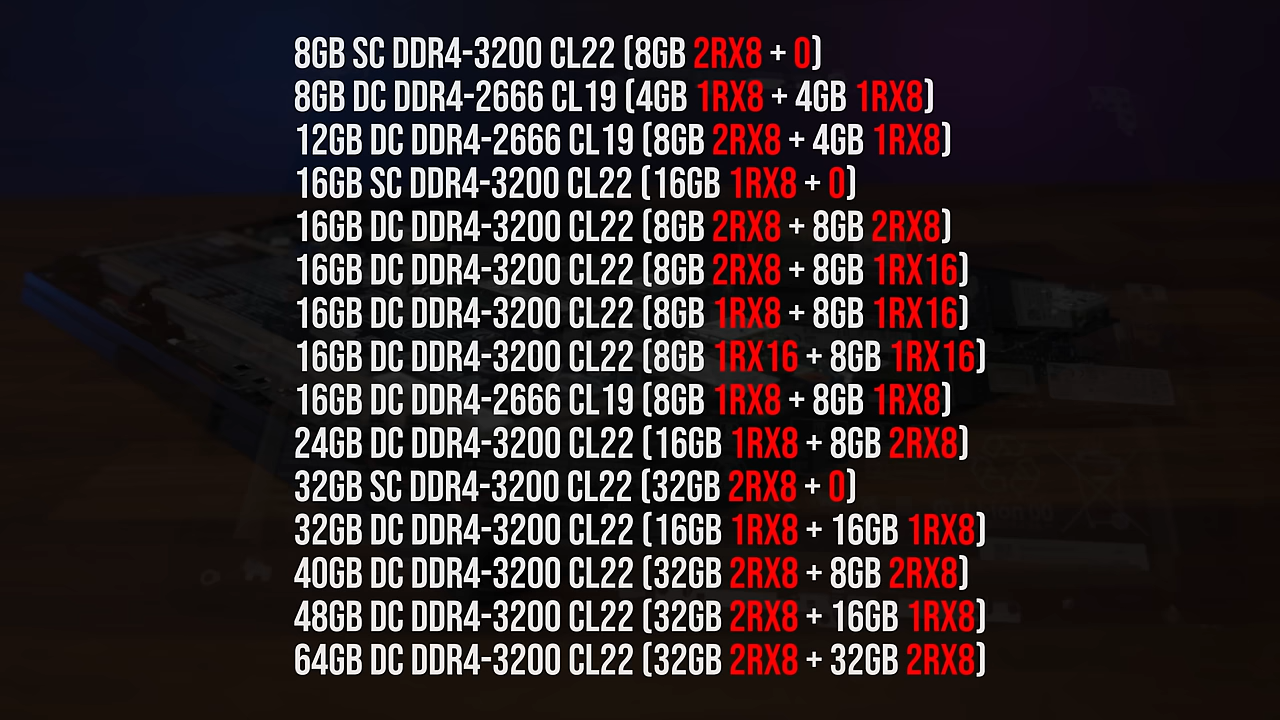 8GB SC DDR4-3200 CL22 (8GB 2RX8 + 0)
8GB DC DDR4-2666 CL19 (4GB 1RX8 + 4GB 1RX8)
12GB DC DDR4-2666 CL19 (8GB 2RX8 + 4GB 1RX8)
16GB SC DDR4-3200 CL22 (16GB 1RX8 + 0)
16GB DC DDR4-3200 CL22 (8GB 2RX8 + 8GB 2RX8)
16GB DC DDR4-3200 CL22 (8GB 2RX8 + 8GB 1RX16)
16GB DC DDR4-3200 CL22 (8GB 1RX8 + 8GB 1RX16)
16GB DC DDR4-3200 CL22 (8GB 1RX16 + 8GB 1RX16)
16GB DC DDR4-2666 CL19 (8GB 1RX8 + 8GB 1RX8)
24GB DC DDR4-3200 CL22 (16GB 1RX8 + 8GB 2RX8)
32GB SC DDR4-3200 CL22 (32GB 2RX8 + 0)
32GB DC DDR4-3200 CL22 (16GB 1RX8 + 16GB 1RX8)
40GB DC DDR4-3200 CL22 (32GB 2RX8 + 8GB 2RX8)
48GB DC DDR4-3200 CL22 (32GB 2RX8 + 16GB 1RX8)
64GB DC DDR4-3200 CL22 (32GB 2RX8 + 32GB 2RX8)